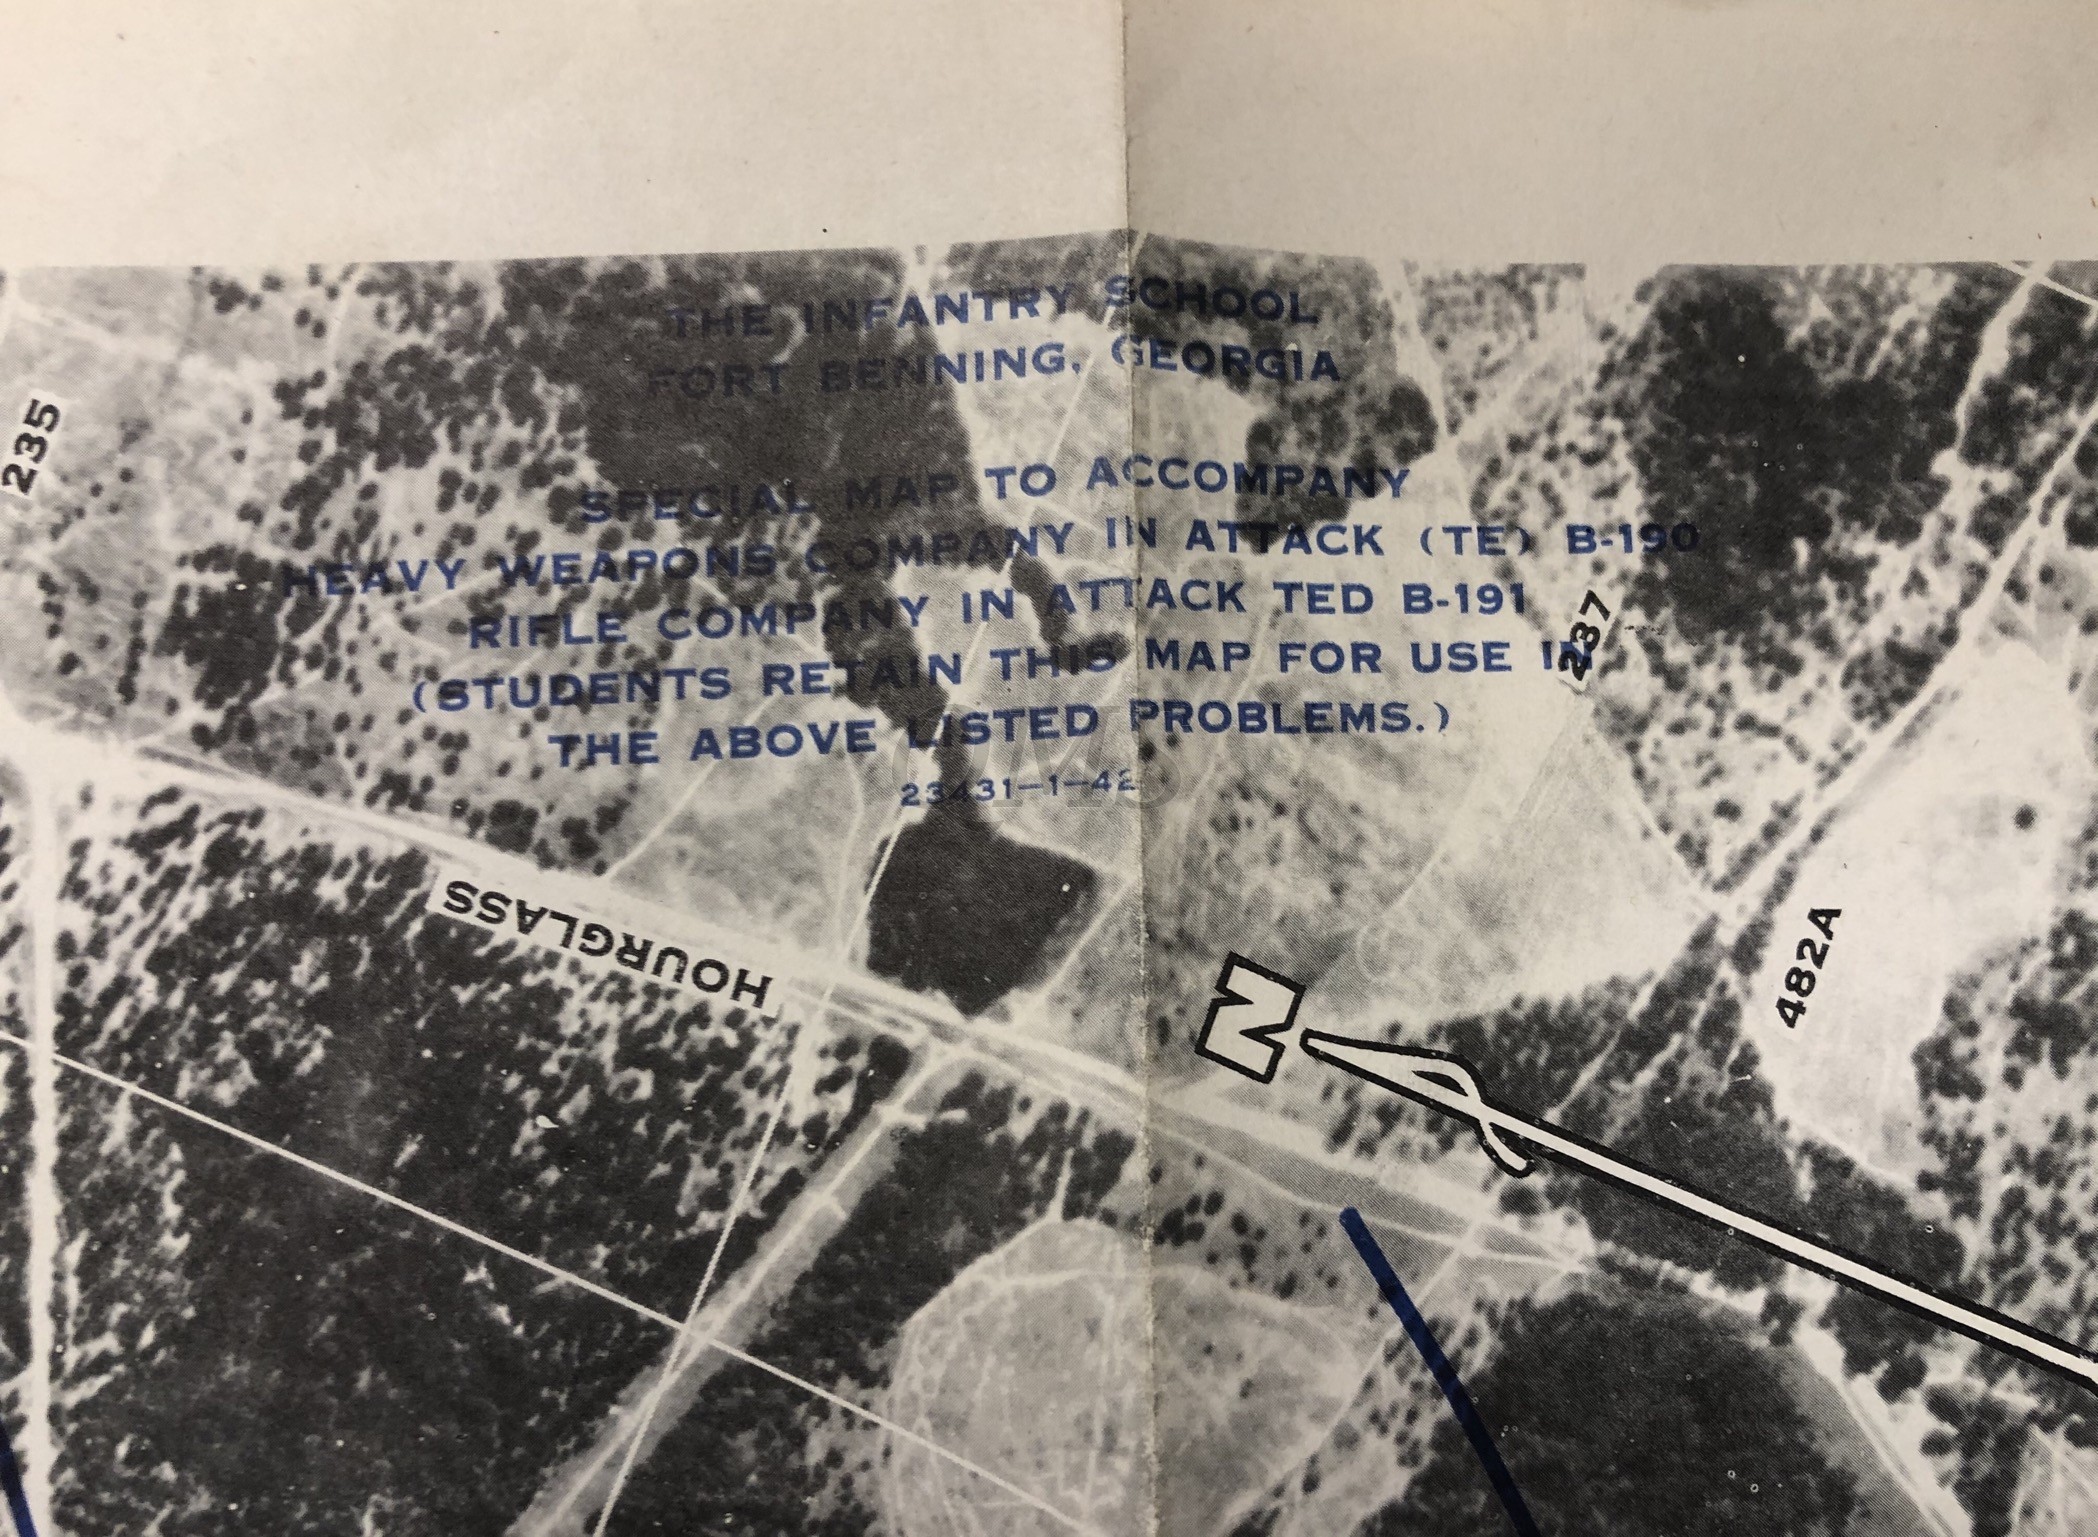 THE INFANTRY SCHOOL
FORT BENNING, GEORGIA
SPECIAL MAP TO ACCOMPANY
HEAVY WEAPONS COMPANY IN ATTACK (TE) B-190
RIFLE COMPANY IN ATTACK TED B-191
(STUDENTS RETAIN THIS MAP FOR USE IN
THE ABOVE LISTED PROBLEMS.)
23431-1-42
235
237
HOURGLASS
482A
N